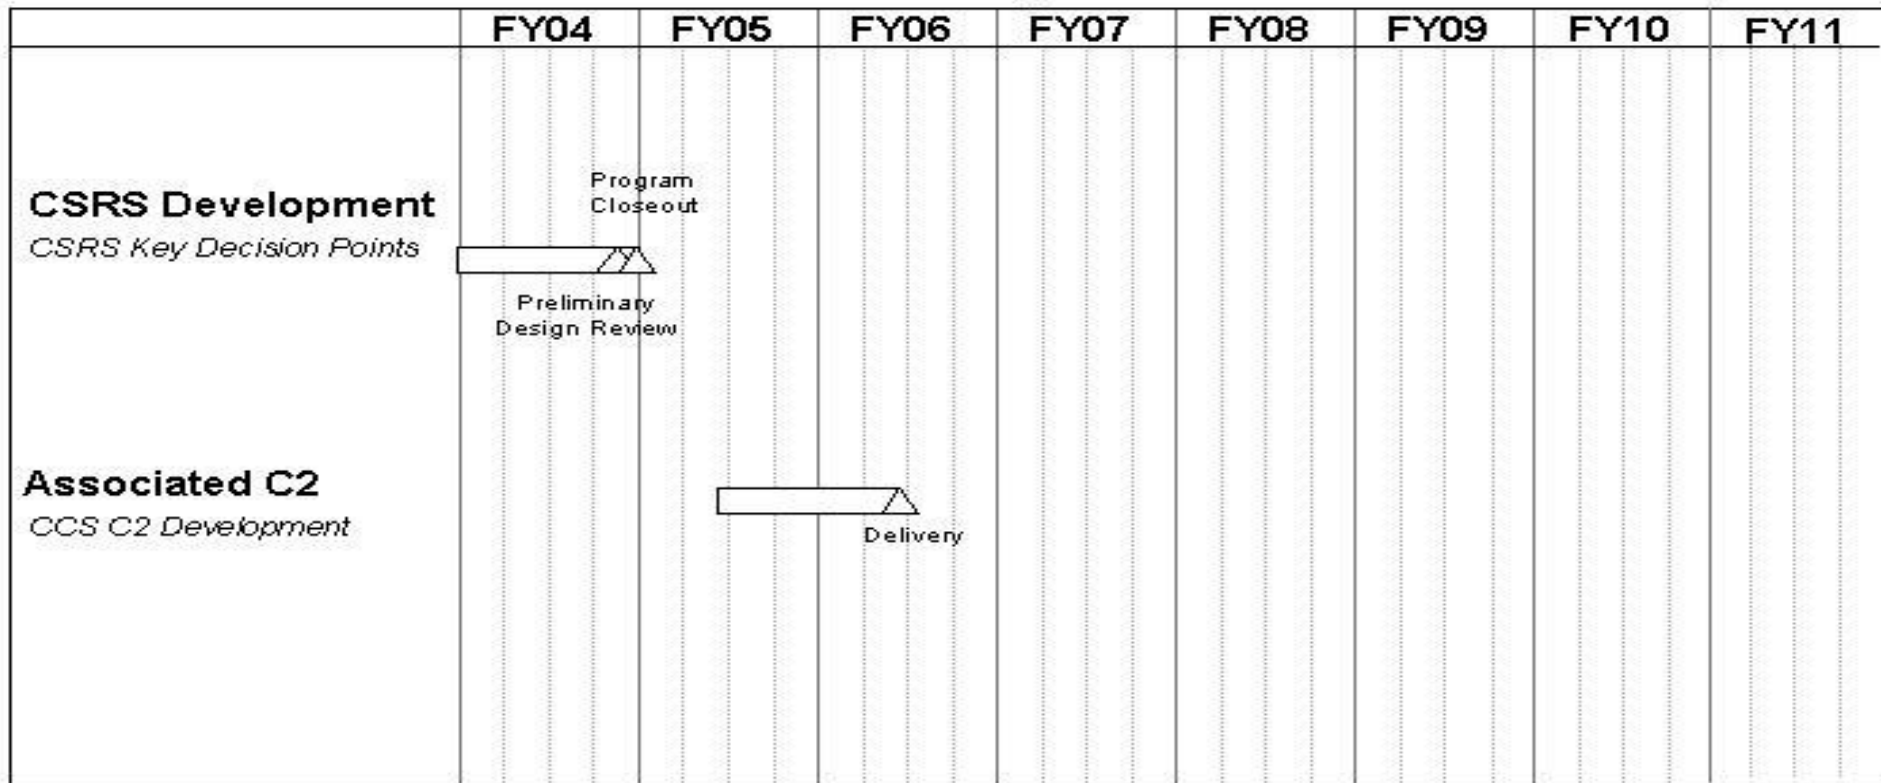 FY04 FY05 FY06 FY07 FY08 FY09 FY10 FY11
Program
Closeout
CSRS Development
CSRS Key Decision Points
Preliminary
Design Review
Associated C2
CCS C2 Development
Delivery